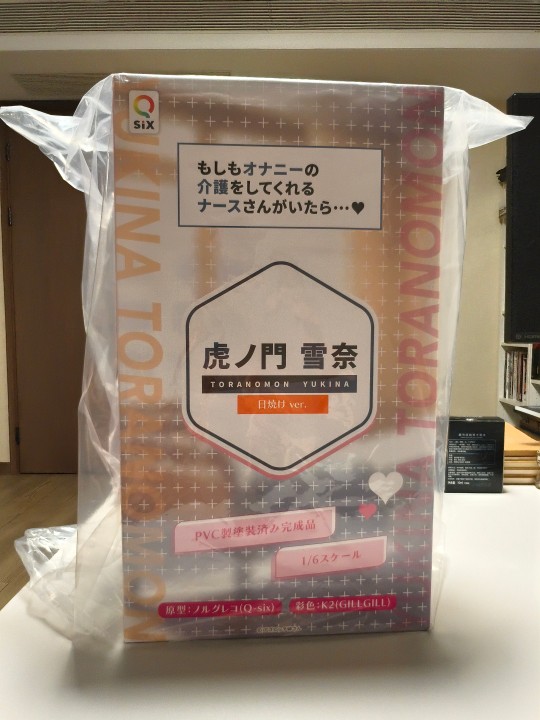 Q
SiX
もしもオナニーの
介護をしてくれる
ナースさんがいたら…♥
虎ノ門 雪奈
TORANOMON YUKINA
日焼け ver.
PVC製塗装済み完成品
1/6スケール
原型:ノルグレコ(Q-six)
彩色:K2(GILLGILL)
UKINA TORANOMON
KINA TORANOMON